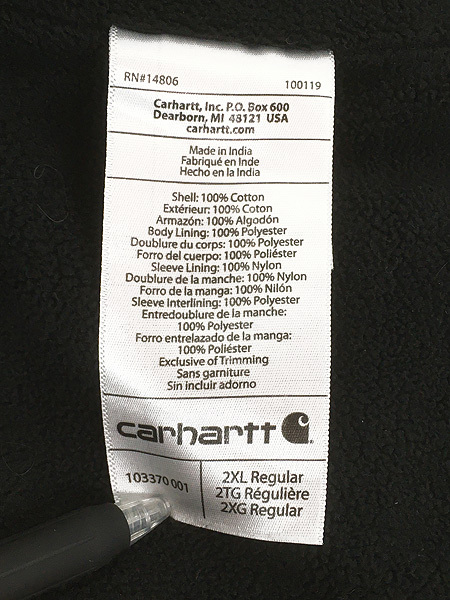 RN#14806 100119
Carhartt, Inc. P.O. Box 600
Dearborn, MI 48121 USA
carhartt.com
Made in India
Fabriqué en Inde
Hecho en la India
Shell: 100% Cotton
Extérieur: 100% Coton
Armazón: 100% Algodón
Body Lining: 100% Polyester
Doublure du corps: 100% Polyester
Forro del cuerpo: 100% Poliéster
Sleeve Lining: 100% Nylon
Doublure de la manche: 100% Nylon
Forro de la manga: 100% Nilón
Sleeve Interlining: 100% Polyester
Entredoublure de la manche:
100% Polyester
Forro entrelazado de la manga:
100% Poliéster
Exclusive of Trimming
Sans garniture
Sin incluir adorno
carhartt
103370 001
2XL Regular
2TG Régulière
2XG Regular